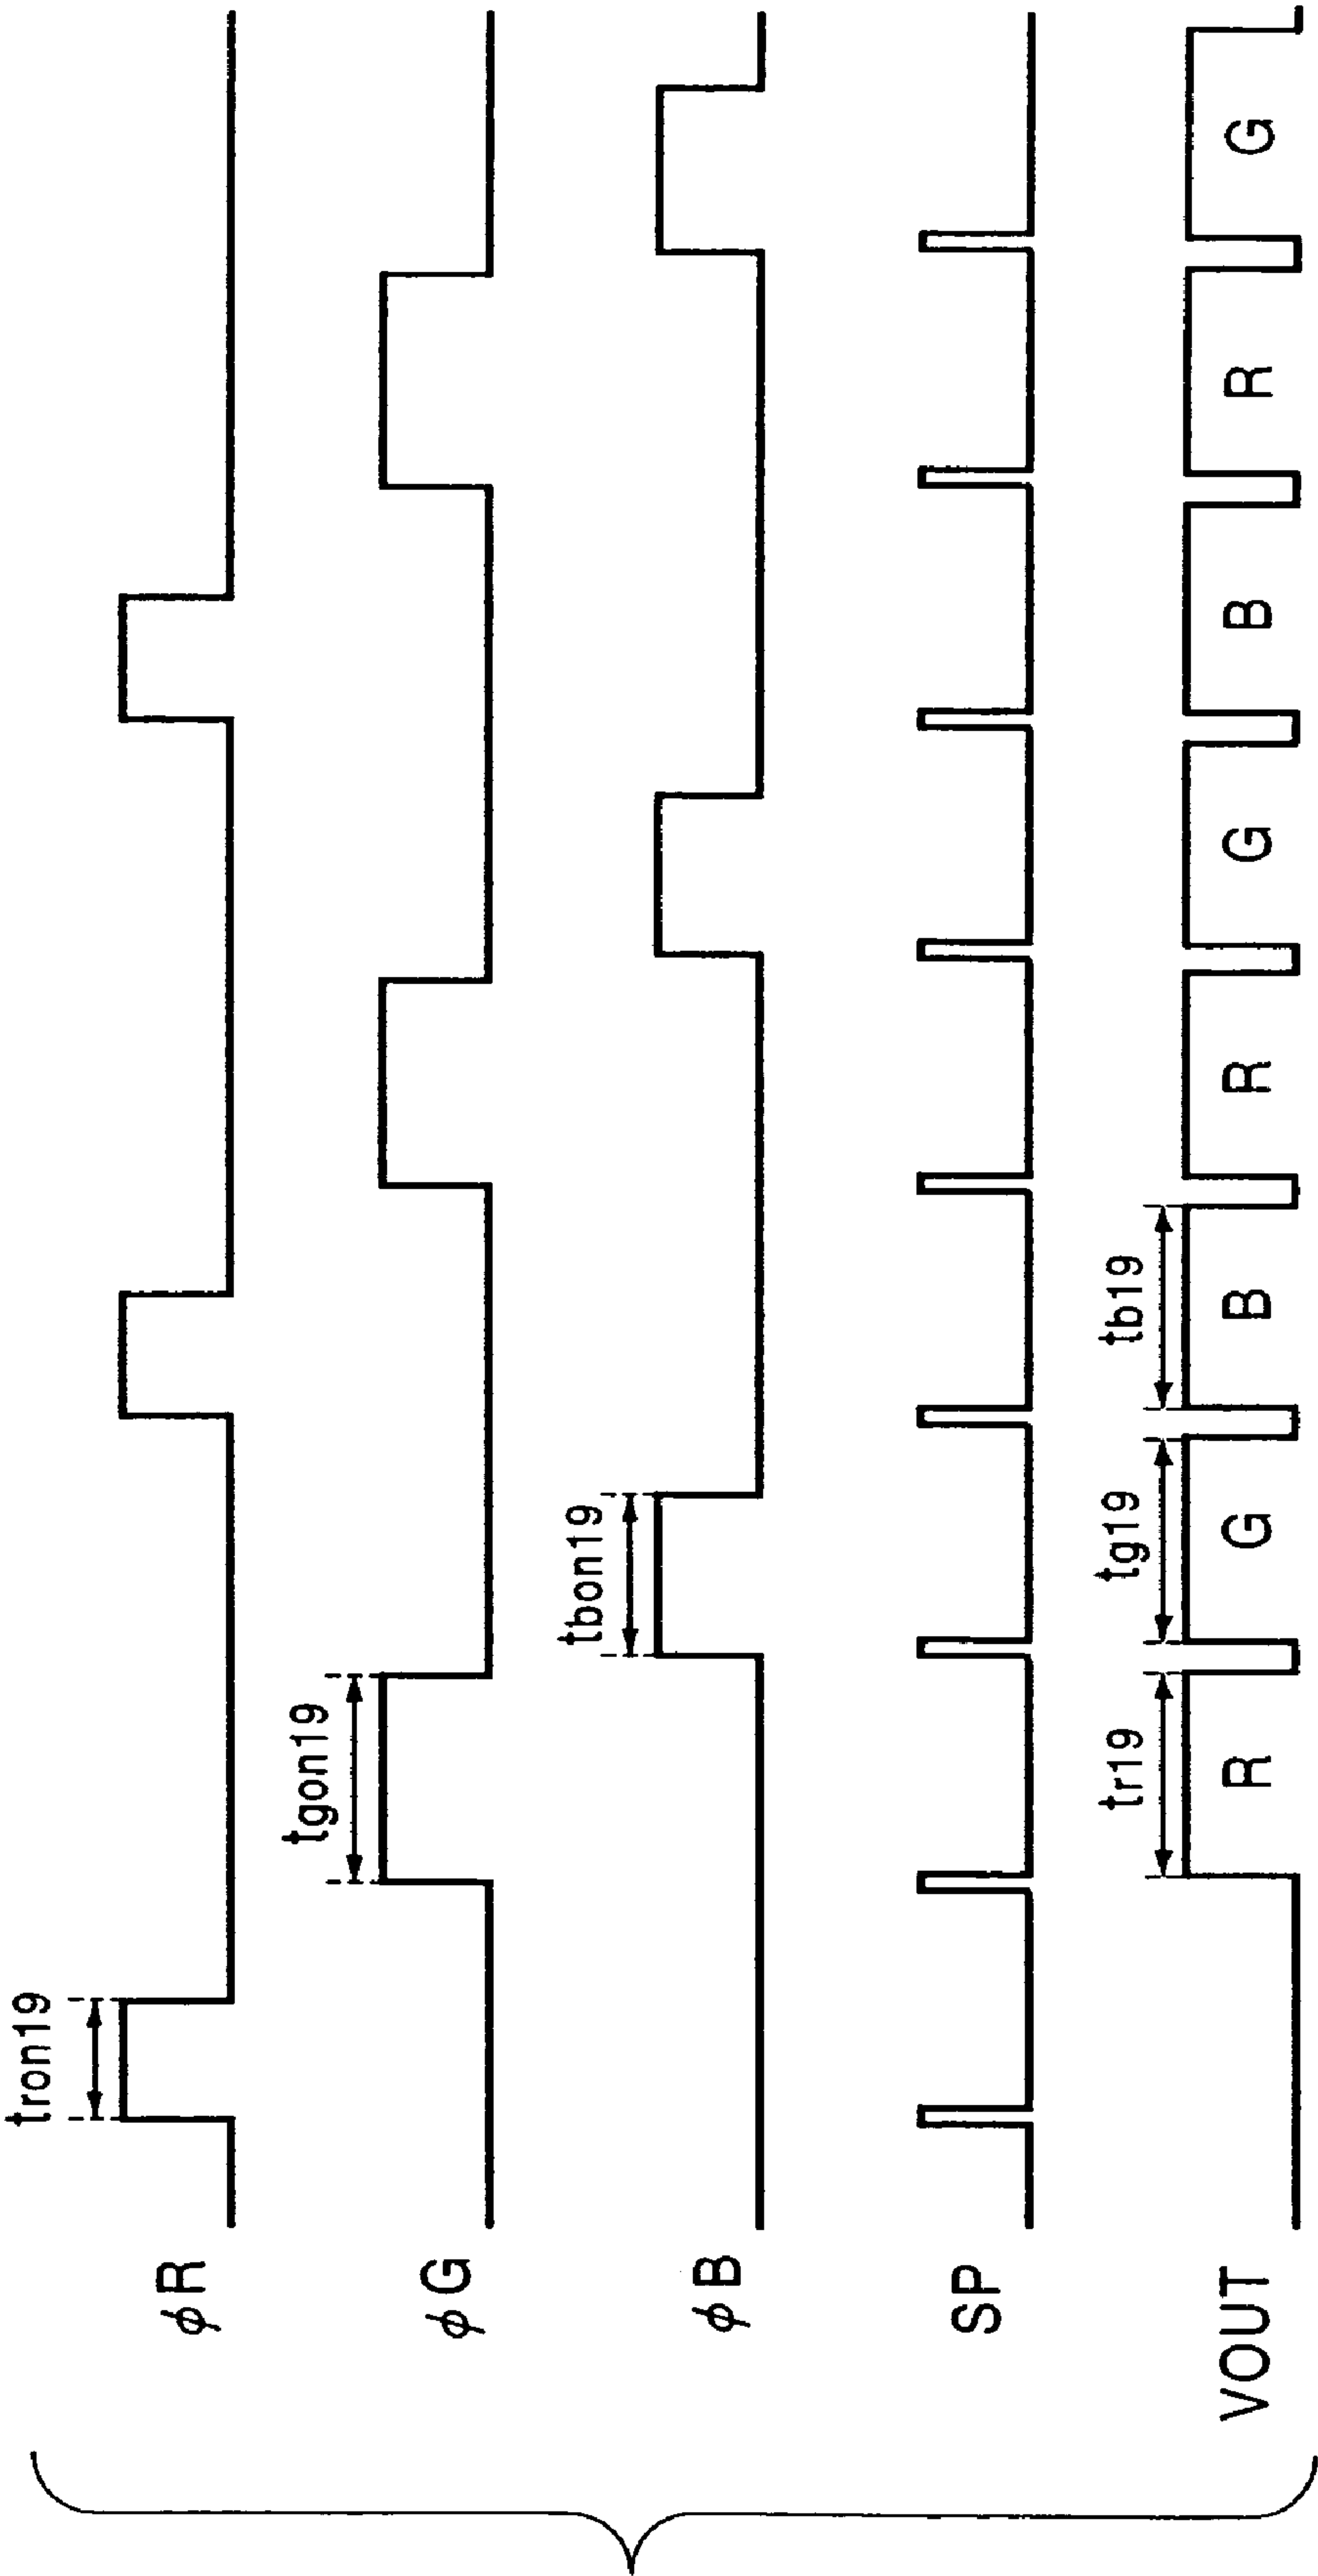 φR
tron19
φG
tgon19
φB
tbon19
SP
VOUT
tr19
tg19
tb19
R
G
B
R
G
B
R
G